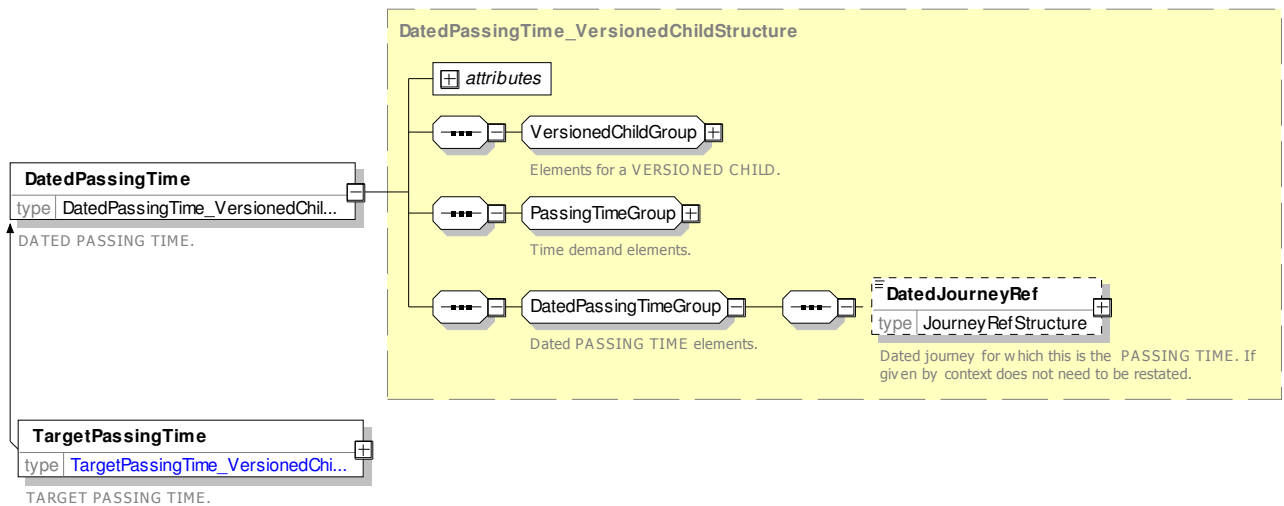 DatedPassingTime_VersionedChildStructure
attributes
VersionedChildGroup
Elements for a VERSIONED CHILD.
DatedPassingTime
type DatedPassingTime_VersionedChil...
DATED PASSING TIME.
PassingTimeGroup
Time demand elements.
DatedPassingTimeGroup
Dated PASSING TIME elements.
DatedJourneyRef
type JourneyRefStructure
Dated journey for which this is the PASSING TIME. If
given by context does not need to be restated.
TargetPassingTime
type TargetPassingTime_VersionedChi...
TARGET PASSING TIME.